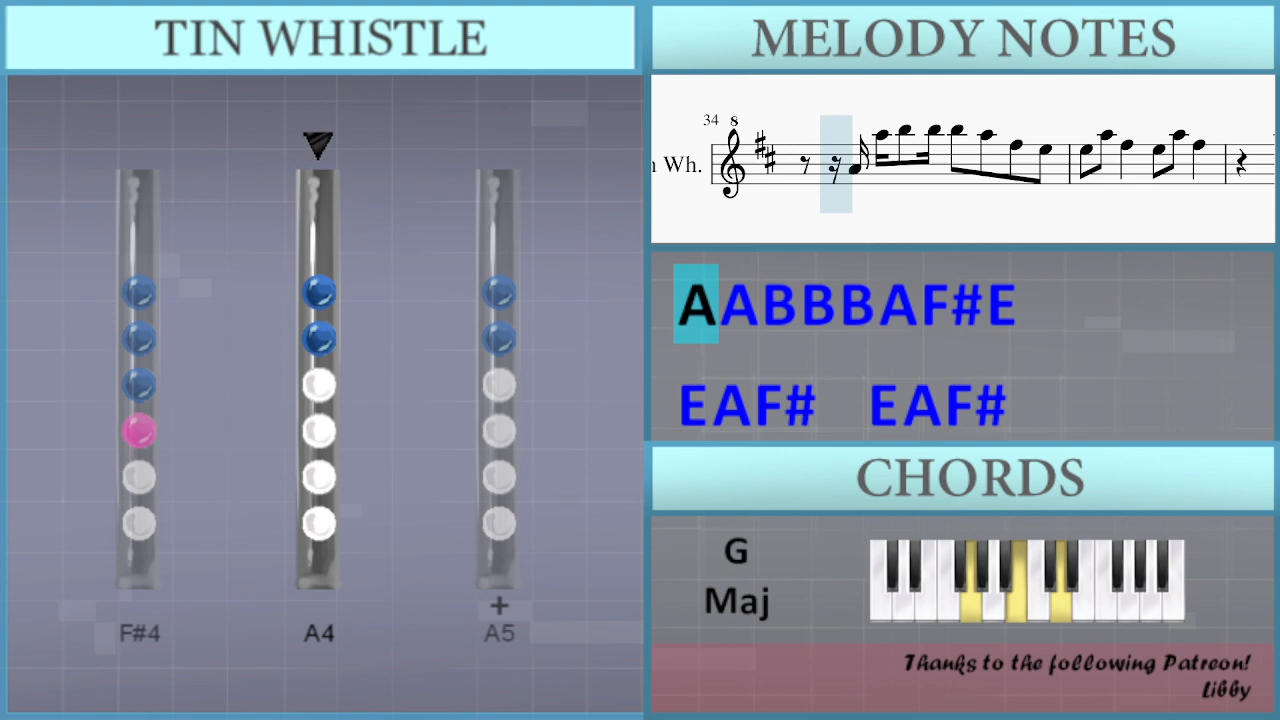 TIN WHISTLE
F#4
A4
+
A5
MELODY NOTES
34
8
Wh.
AABBBAF#E
EAF# EAF#
CHORDS
G
Maj
Thanks to the following Patreon!
Libby